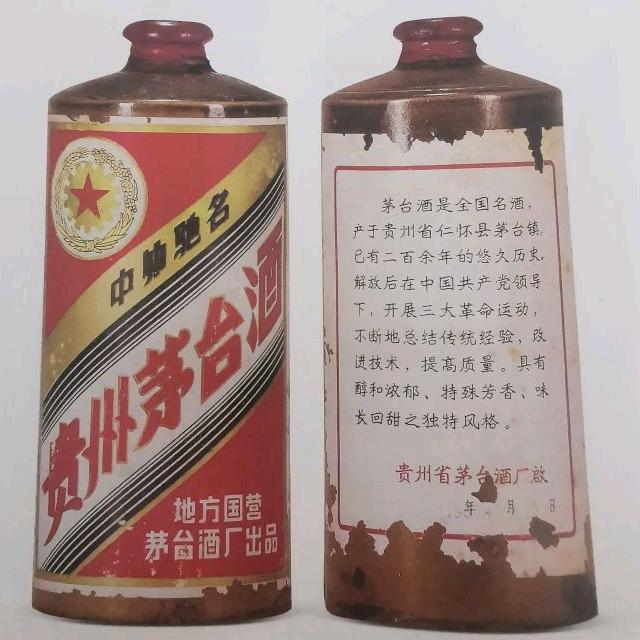 中外驰名
贵州茅台酒
地方国营
茅台酒厂出品
茅台酒是全国名酒，
产于贵州省仁怀县茅台镇，
已有二百余年的悠久历史。
解放后在中国共产党领导
下，开展三大革命运动，
不断地总结传统经验，改
进技术，提高质量。具有
醇和浓郁、特殊芳香、味
长回甜之独特风格。
贵州省茅台酒厂啟
年 月 日